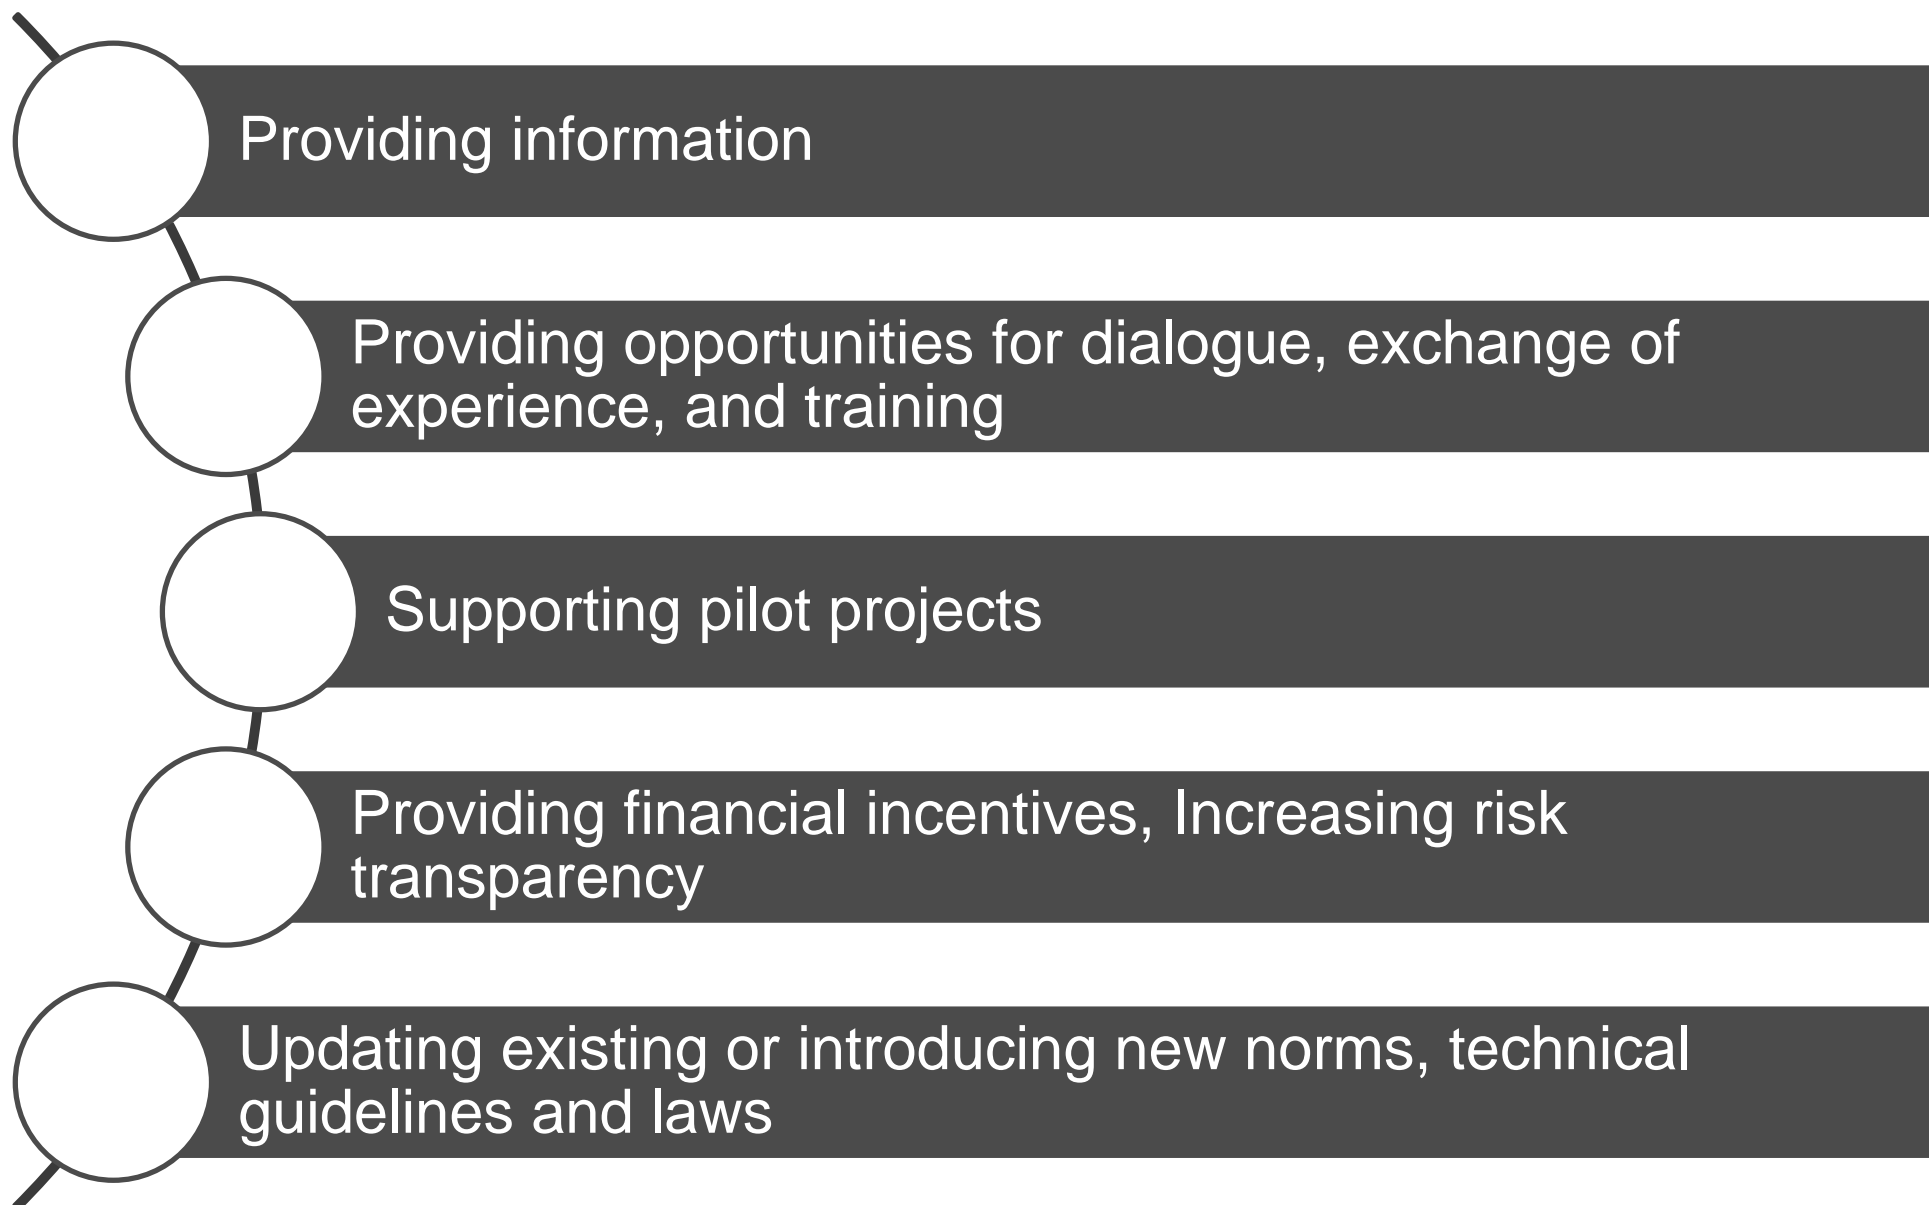 Providing information
Providing opportunities for dialogue, exchange of
experience, and training
Supporting pilot projects
Providing financial incentives, Increasing risk
transparency
Updating existing or introducing new norms, technical
guidelines and laws